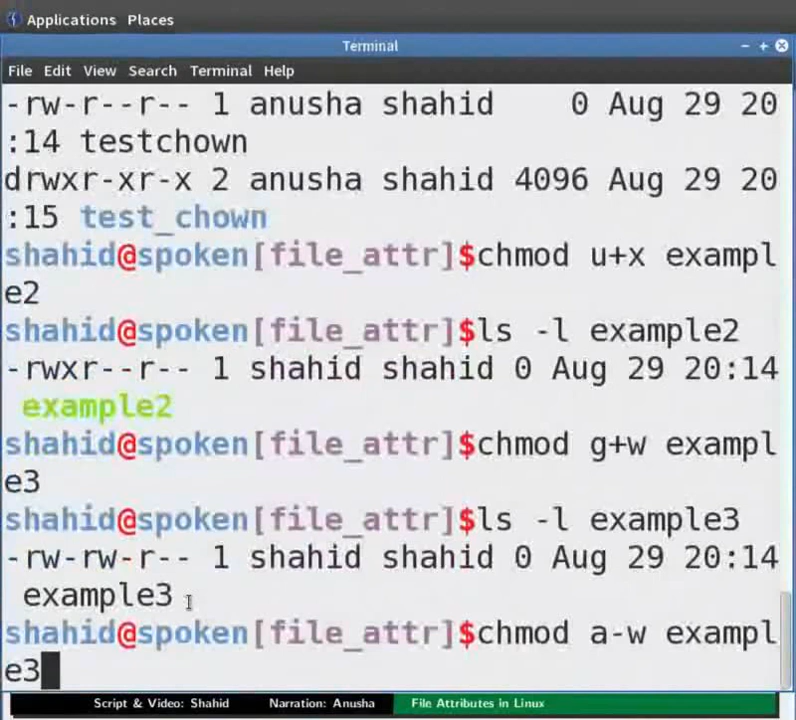 Applications Places
Terminal
File Edit View Search Terminal Help
-rw-r--r-- 1 anusha shahid    0 Aug 29 20
:14 testchown
drwxr-xr-x 2 anusha shahid 4096 Aug 29 20
:15 test_chown
shahid@spoken[file_attr]$chmod u+x exampl
e2
shahid@spoken[file_attr]$ls -l example2
-rwxr--r-- 1 shahid shahid 0 Aug 29 20:14
 example2
shahid@spoken[file_attr]$chmod g+w exampl
e3
shahid@spoken[file_attr]$ls -l example3
-rw-rw-r-- 1 shahid shahid 0 Aug 29 20:14
 example3
shahid@spoken[file_attr]$chmod a-w exampl
e3
Script & Video: Shahid Narration: Anusha File Attributes in Linux